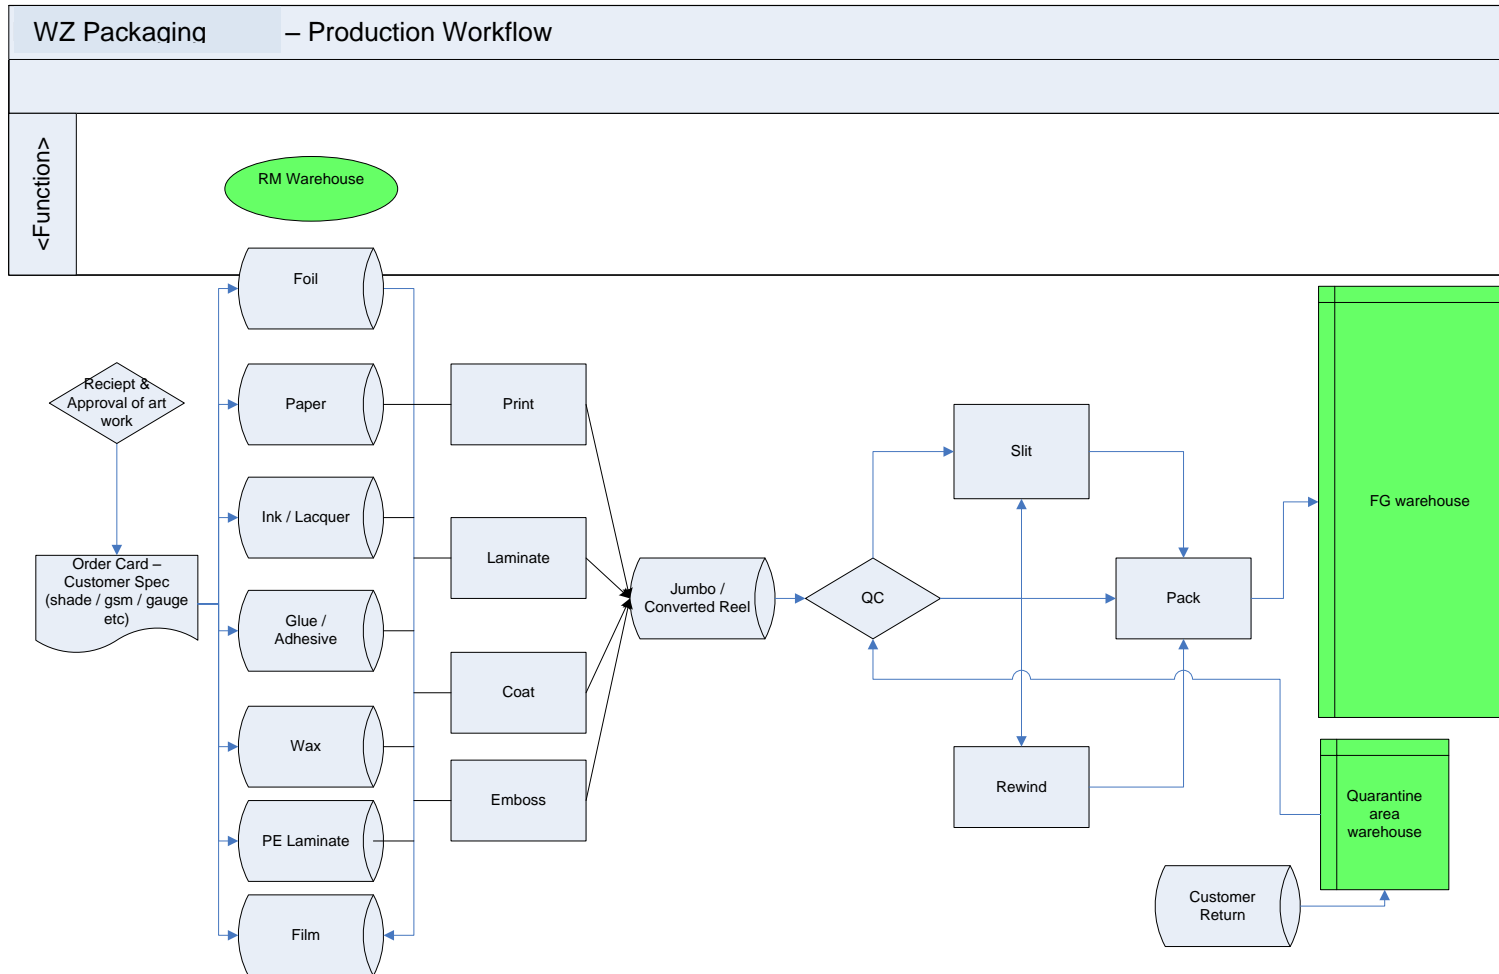 WZ Packaging – Production Workflow
<Function>
RM Warehouse
Foil
Reciept &
Approval of art
work
Paper
Print
Slit
Ink / Lacquer
FG warehouse
Order Card –
Customer Spec
(shade / gsm / gauge
etc)
Laminate
Glue /
Adhesive
Jumbo /
Converted Reel
QC
Pack
Coat
Wax
Emboss
Rewind
Quarantine
area
warehouse
PE Laminate
Customer
Return
Film